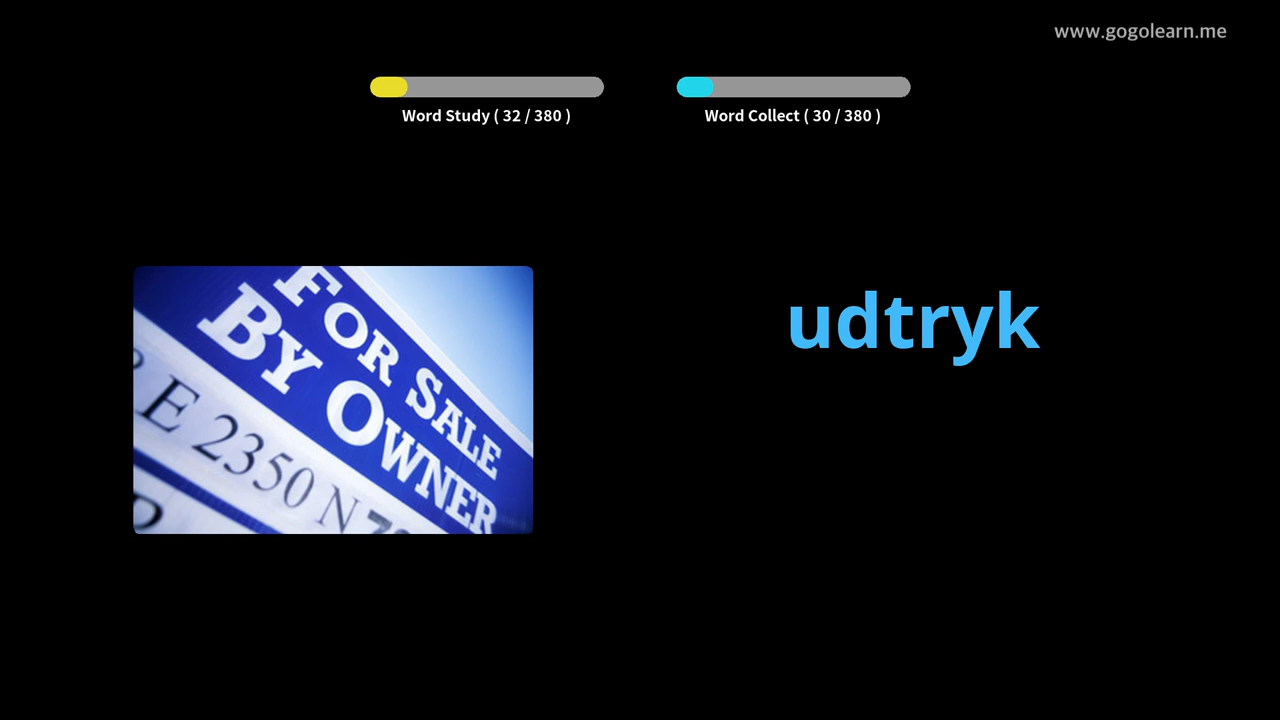 www.gogolearn.me
Word Study ( 32 / 380 )
Word Collect ( 30 / 380 )
FOR SALE
BY OWNER
E 2350 N
udtryk